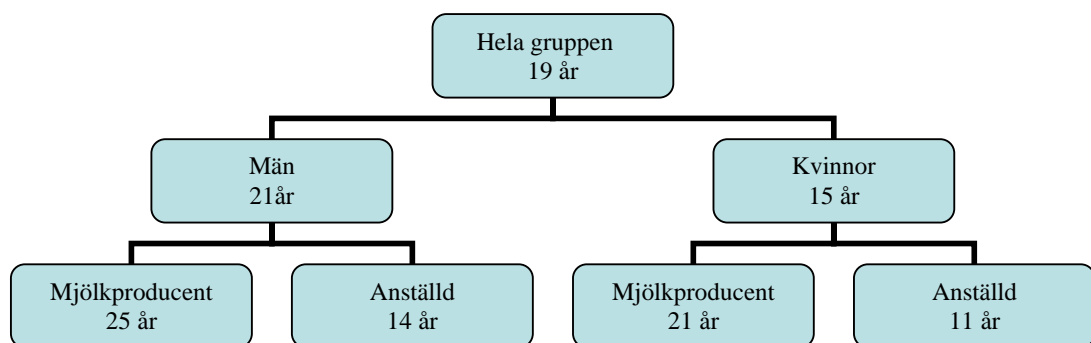 Hela gruppen
19 år
Män
21år
Kvinnor
15 år
Mjölkproducent
25 år
Anställd
14 år
Mjölkproducent
21 år
Anställd
11 år